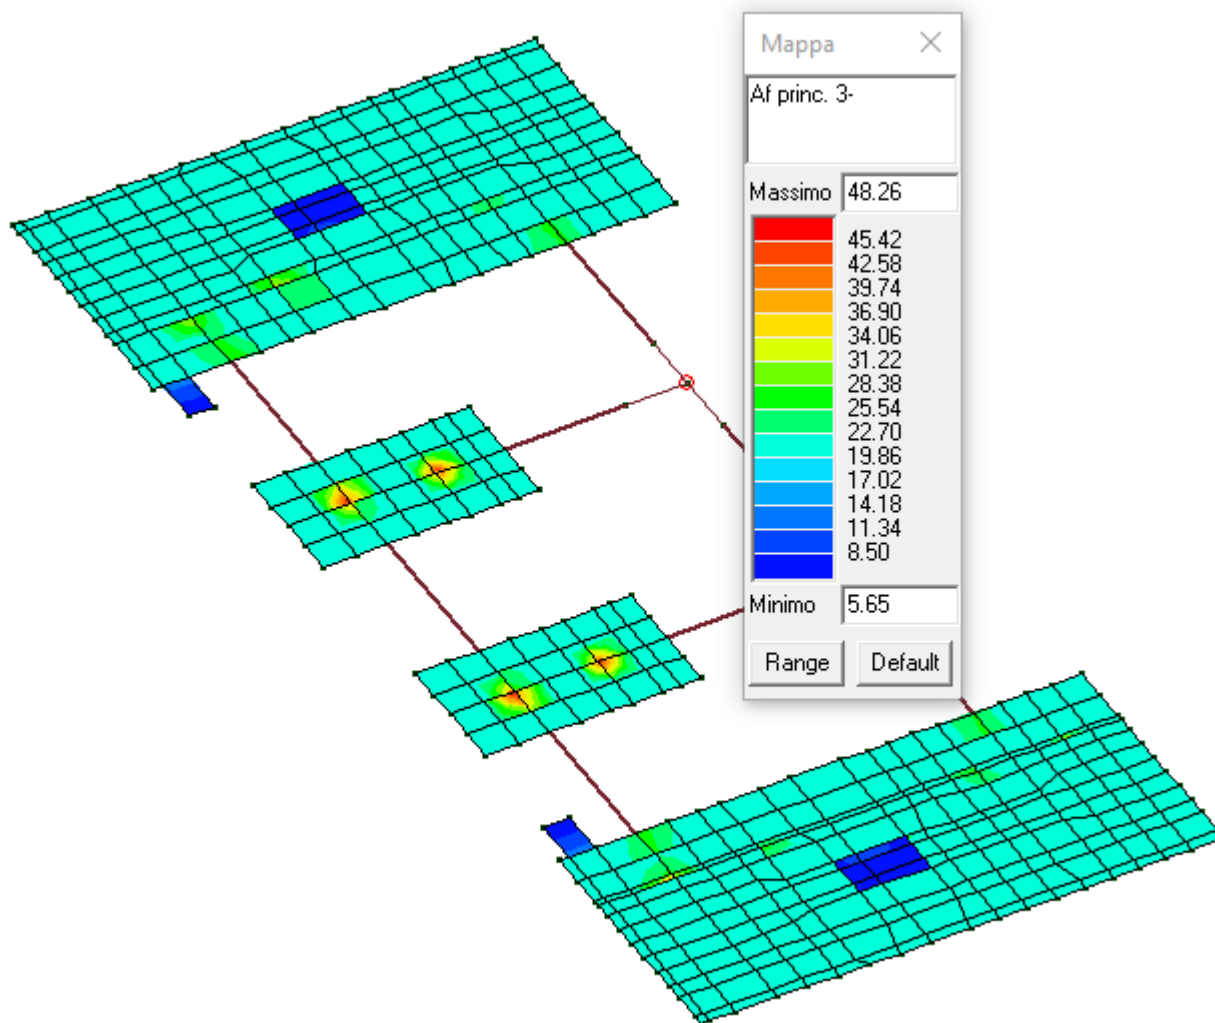 Mappa
Af princ. 3-
Massimo 48.26
45.42
42.58
39.74
36.90
34.06
31.22
28.38
25.54
22.70
19.86
17.02
14.18
11.34
8.50
Minimo 5.65
Range Default